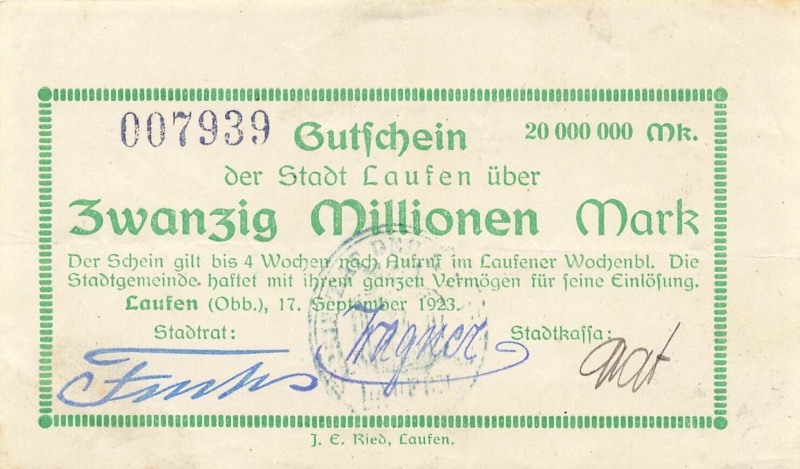 007939 Gutschein 20 000 000 Mk.
der Stadt Laufen über
Zwanzig Millionen Mark
Der Schein gilt bis 4 Wochen nach Aufruf im Laufener Wochenbl. Die
Stadtgemeinde haftet mit ihrem ganzen Vermögen für seine Einlösung.
Laufen (Obb.), 17. September 1923.
Stadtrat: Stadtkassa:
Wagner
J. E. Ried, Laufen.